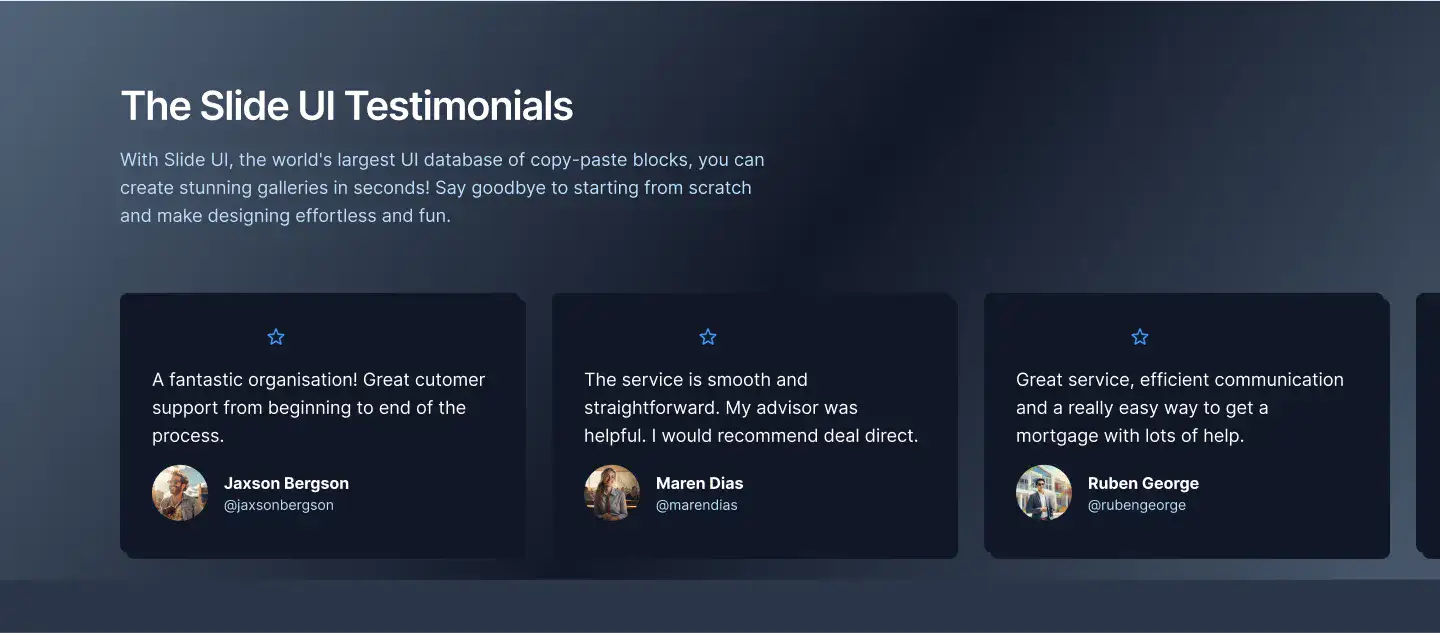 The Slide UI Testimonials
With Slide UI, the world's largest UI database of copy-paste blocks, you can
create stunning galleries in seconds! Say goodbye to starting from scratch
and make designing effortless and fun.
A fantastic organisation! Great cutomer
support from beginning to end of the
process.
Jaxson Bergson
@jaxsonbergson
The service is smooth and
straightforward. My advisor was
helpful. I would recommend deal direct.
Maren Dias
@marendias
Great service, efficient communication
and a really easy way to get a
mortgage with lots of help.
Ruben George
@rubengeorge